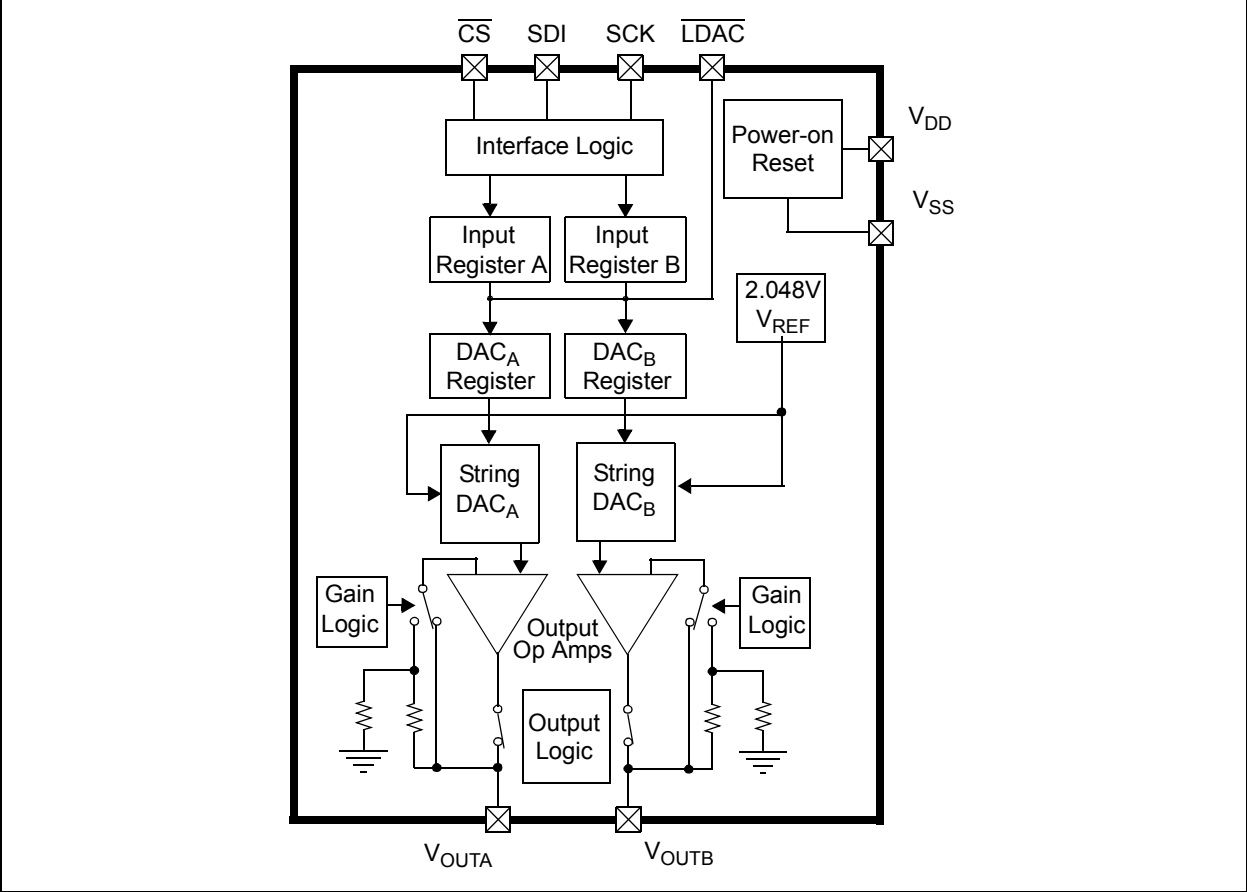 CS SDI SCK LDAC
Interface Logic
Power-on
Reset
VDD
VSS
Input
Register A
Input
Register B
2.048V
VREF
DACA
Register
DACB
Register
String
DACA
String
DACB
Gain
Logic
Output
Op Amps
Gain
Logic
Output
Logic
VOUTA
VOUTB